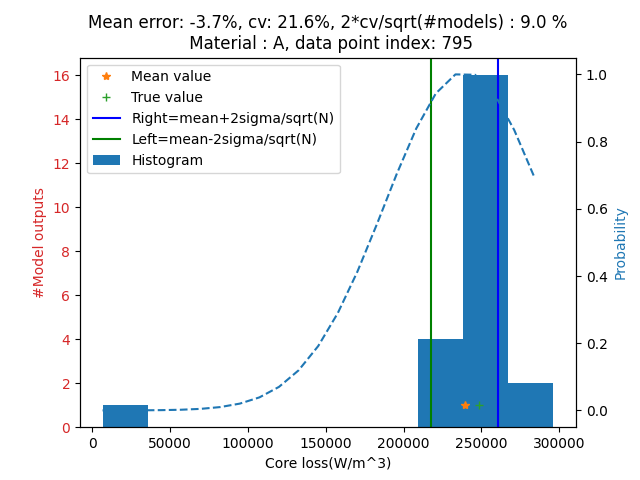 Mean error: -3.7%, cv: 21.6%, 2*cv/sqrt(#models) : 9.0 %
Material : A, data point index: 795
Mean value
True value
Right=mean+2sigma/sqrt(N)
Left=mean-2sigma/sqrt(N)
Histogram
#Model outputs
16
14
12
10
8
6
4
2
0
Probability
1.0
0.8
0.6
0.4
0.2
0.0
0 50000 100000 150000 200000 250000 300000
Core loss(W/m^3)